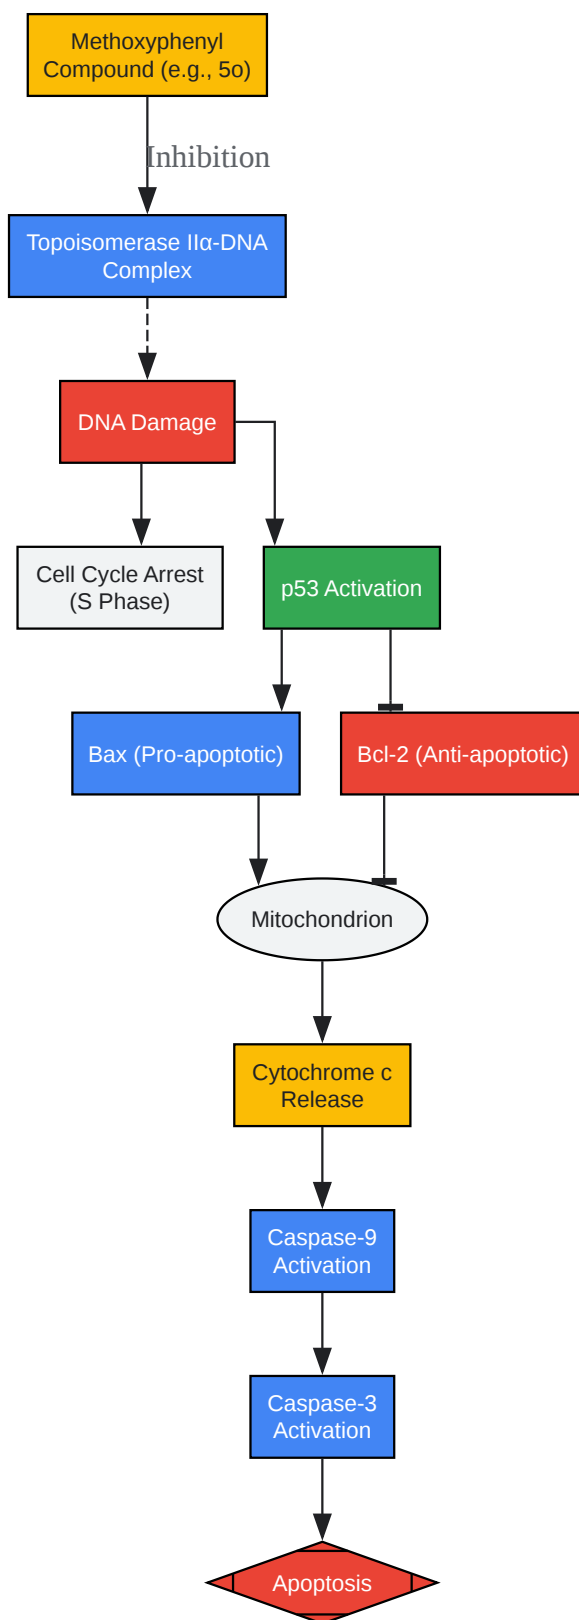 Methoxyphenyl
Compound (e.g., 5o)
Inhibition
Topoisomerase IIα-DNA
Complex
DNA Damage
Cell Cycle Arrest
(S Phase)
p53 Activation
Bax (Pro-apoptotic)
Bcl-2 (Anti-apoptotic)
Mitochondrion
Cytochrome c
Release
Caspase-9
Activation
Caspase-3
Activation
Apoptosis